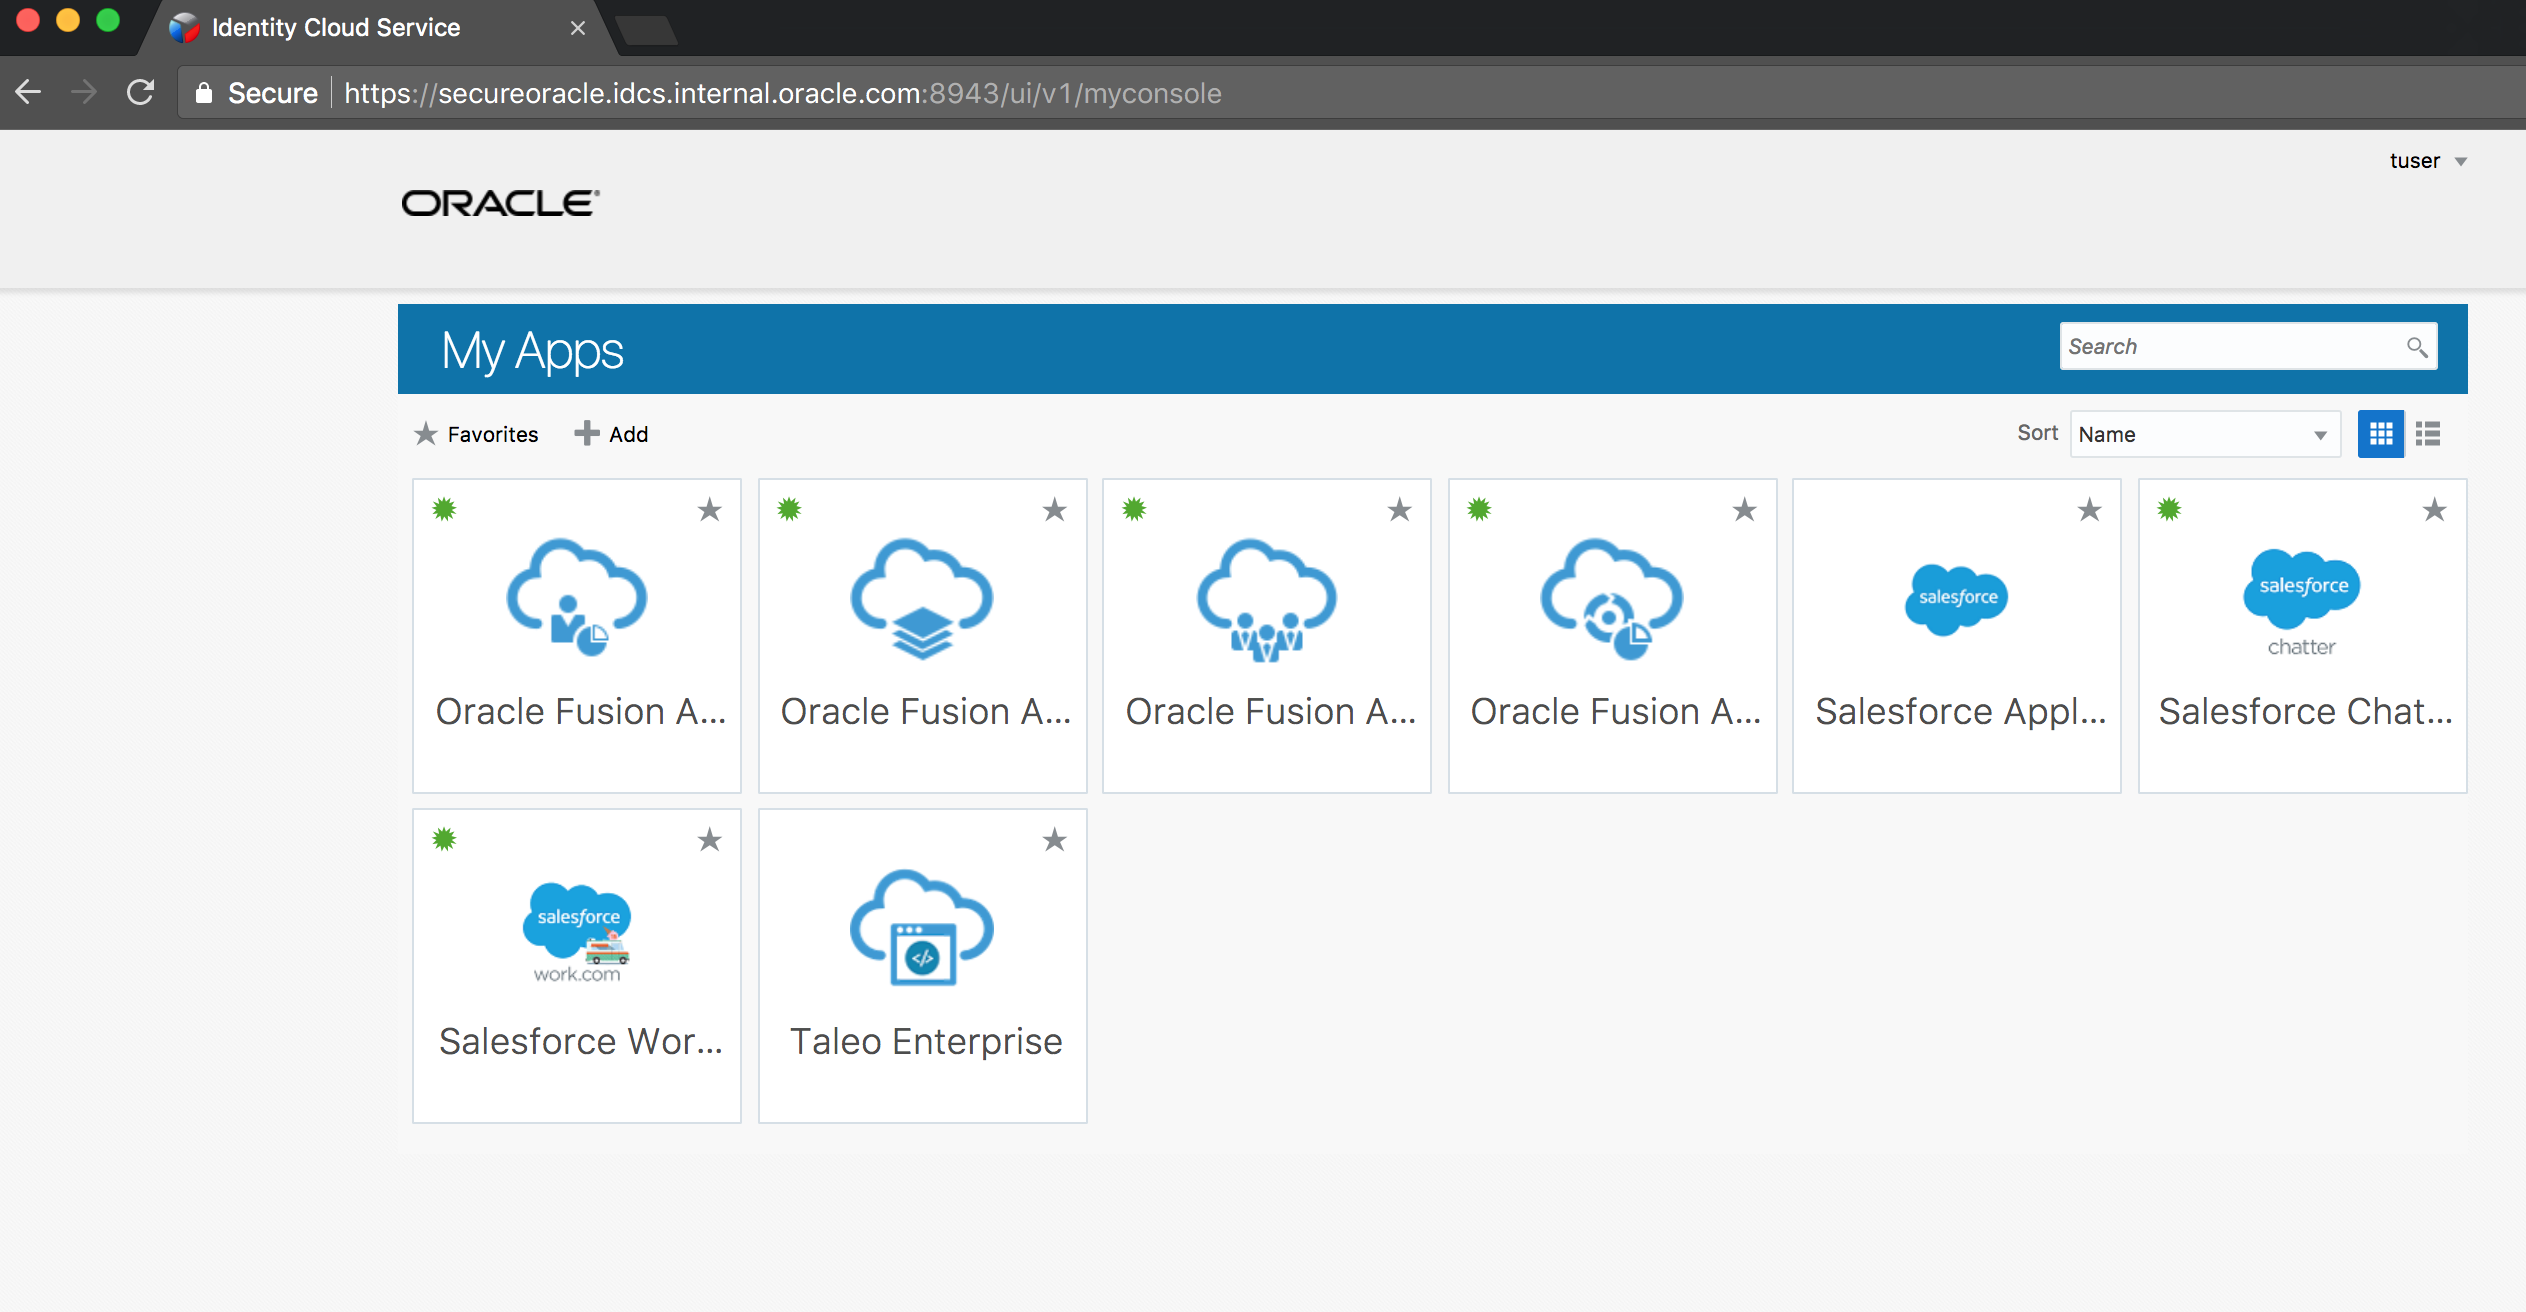 Identity Cloud Service
Secure https://secureoracle.idcs.internal.oracle.com:8943/ui/v1/myconsole
tuser
ORACLE
My Apps
Search
Favorites Add
Sort Name
salesforce
salesforce
chatter
Oracle Fusion A...
Oracle Fusion A...
Oracle Fusion A...
Oracle Fusion A...
Salesforce Appl...
Salesforce Chat...
salesforce
work.com
</>
Salesforce Wor...
Taleo Enterprise